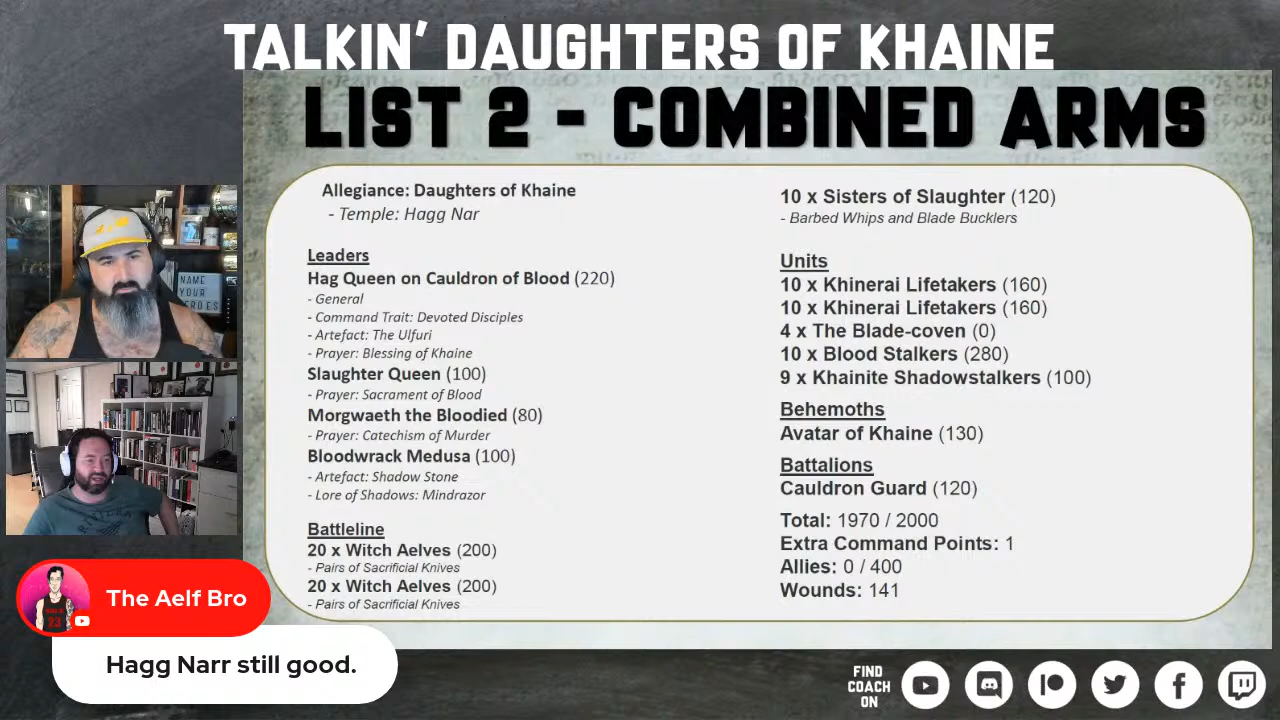 TALKIN' DAUGHTERS OF KHAINE
LIST 2 - COMBINED ARMS
Allegiance: Daughters of Khaine
- Temple: Hagg Nar
Leaders
Hag Queen on Cauldron of Blood (220)
- General
- Command Trait: Devoted Disciples
- Artefact: The Ulfuri
- Prayer: Blessing of Khaine
Slaughter Queen (100)
- Prayer: Sacrament of Blood
Morgwaeth the Bloodied (80)
- Prayer: Catechism of Murder
Bloodwrack Medusa (100)
- Artefact: Shadow Stone
- Lore of Shadows: Mindrazor
Battleline
20 x Witch Aelves (200)
- Pairs of Sacrificial Knives
20 x Witch Aelves (200)
- Pairs of Sacrificial Knives
10 x Sisters of Slaughter (120)
- Barbed Whips and Blade Bucklers
Units
10 x Khinerai Lifetakers (160)
10 x Khinerai Lifetakers (160)
4 x The Blade-coven (0)
10 x Blood Stalkers (280)
9 x Khainite Shadowstalkers (100)
Behemoths
Avatar of Khaine (130)
Battalions
Cauldron Guard (120)
Total: 1970 / 2000
Extra Command Points: 1
Allies: 0 / 400
Wounds: 141
NAME
YOUR
HEROES
The Aelf Bro
23
Hagg Narr still good.
FIND
COACH
ON